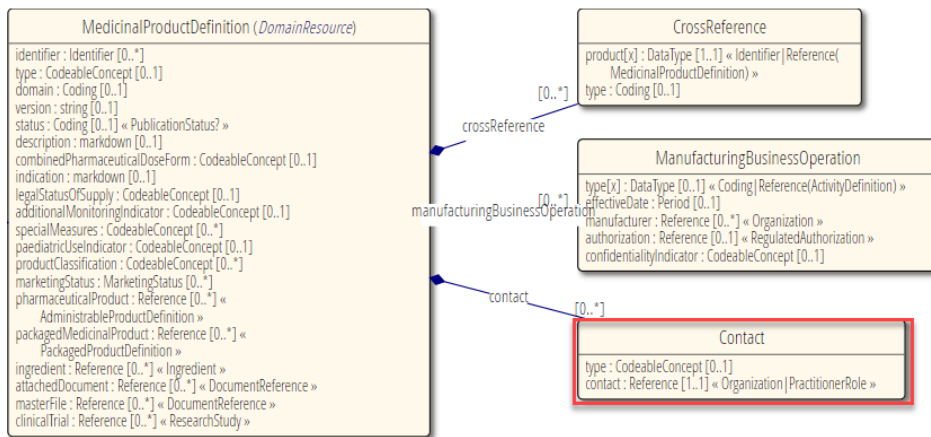 MedicinalProductDefinition (DomainResource)
identifier : Identifier [0..*]
type : CodeableConcept [0..1]
domain : Coding [0..1]
version : string [0..1]
status : Coding [0..1] « PublicationStatus? »
description : markdown [0..1]
combinedPharmaceuticalDoseForm : CodeableConcept [0..1]
indication : markdown [0..1]
legalStatusOfSupply : CodeableConcept [0..1]
additionalMonitoringIndicator : CodeableConcept [0..1]
specialMeasures : CodeableConcept [0..*]
paediatricUseIndicator : CodeableConcept [0..1]
productClassification : CodeableConcept [0..*]
marketingStatus : MarketingStatus [0..*]
pharmaceuticalProduct : Reference [0..*] «
AdministrableProductDefinition »
packagedMedicinalProduct : Reference [0..*] «
PackagedProductDefinition »
ingredient : Reference [0..*] « Ingredient »
attachedDocument : Reference [0..*] « DocumentReference »
masterFile : Reference [0..*] « DocumentReference »
clinicalTrial : Reference [0..*] « ResearchStudy »
[0..*]
crossReference
CrossReference
product[x] : DataType [1..1] « Identifier|Reference(
MedicinalProductDefinition) »
type : Coding [0..1]
[0..*]
manufacturingBusinessOperation
ManufacturingBusinessOperation
type[x] : DataType [0..1] « Coding|Reference(ActivityDefinition) »
effectiveDate : Period [0..1]
manufacturer : Reference [0..*] « Organization »
authorization : Reference [0..1] « RegulatedAuthorization »
confidentialityIndicator : CodeableConcept [0..1]
contact
[0..*]
Contact
type : CodeableConcept [0..1]
contact : Reference [1..1] « Organization|PractitionerRole »